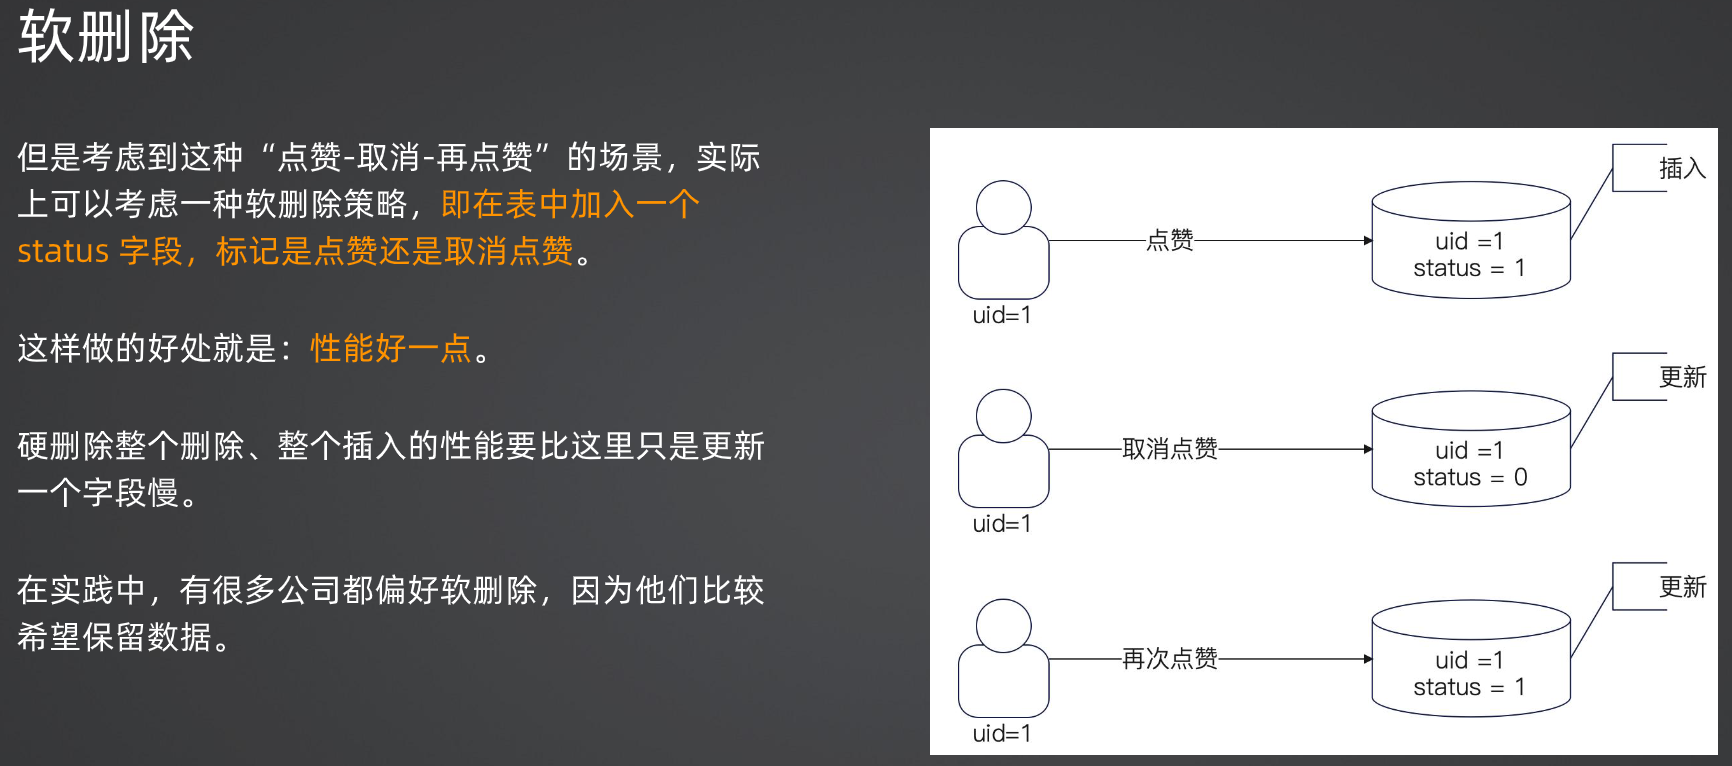 软删除
但是考虑到这种“点赞-取消-再点赞”的场景，实际
上可以考虑一种软删除策略，即在表中加入一个
status 字段，标记是点赞还是取消点赞。
这样做的好处就是：性能好一点。
硬删除整个删除、整个插入的性能要比这里只是更新
一个字段慢。
在实践中，有很多公司都偏好软删除，因为他们比较
希望保留数据。
插入
点赞
uid =1
status = 1
uid=1
更新
取消点赞
uid =1
status = 0
uid=1
更新
再次点赞
uid =1
status = 1
uid=1